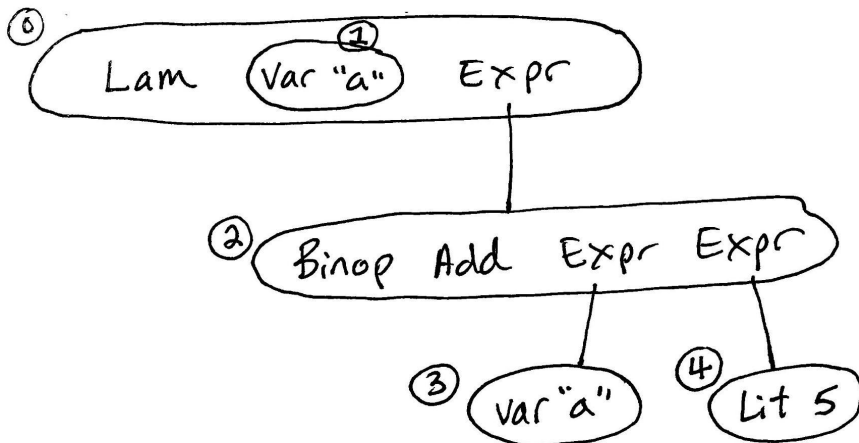 0
1
Lam Var "a" Expr
2 Binop Add Expr Expr
3 var "a" 4 Lit 5